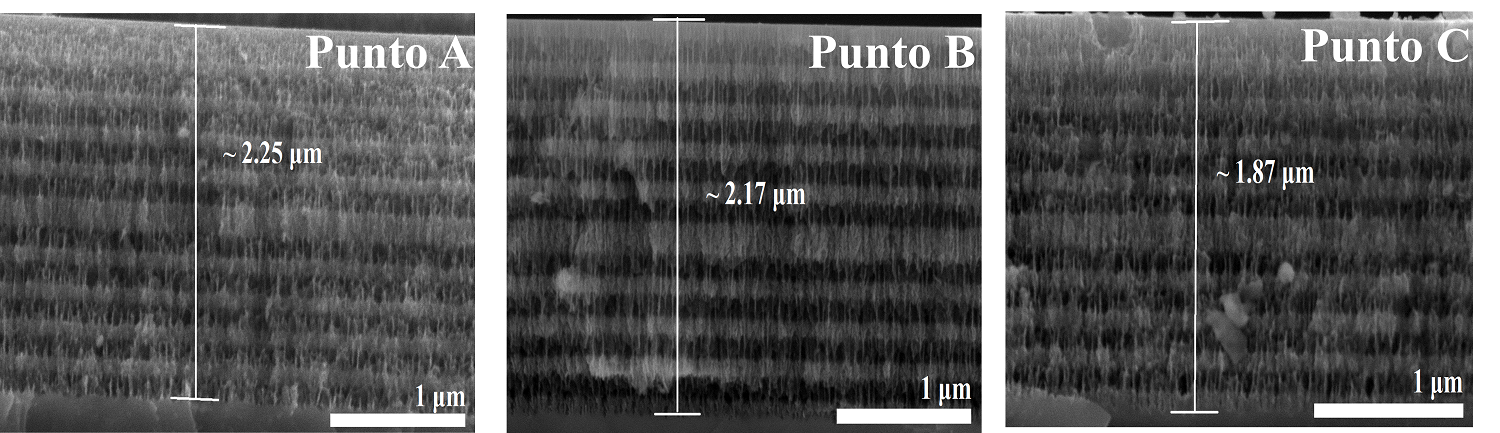 Punto A
~ 2.25 µm
1 µm
Punto B
~ 2.17 µm
1 µm
Punto C
~ 1.87 µm
1 µm